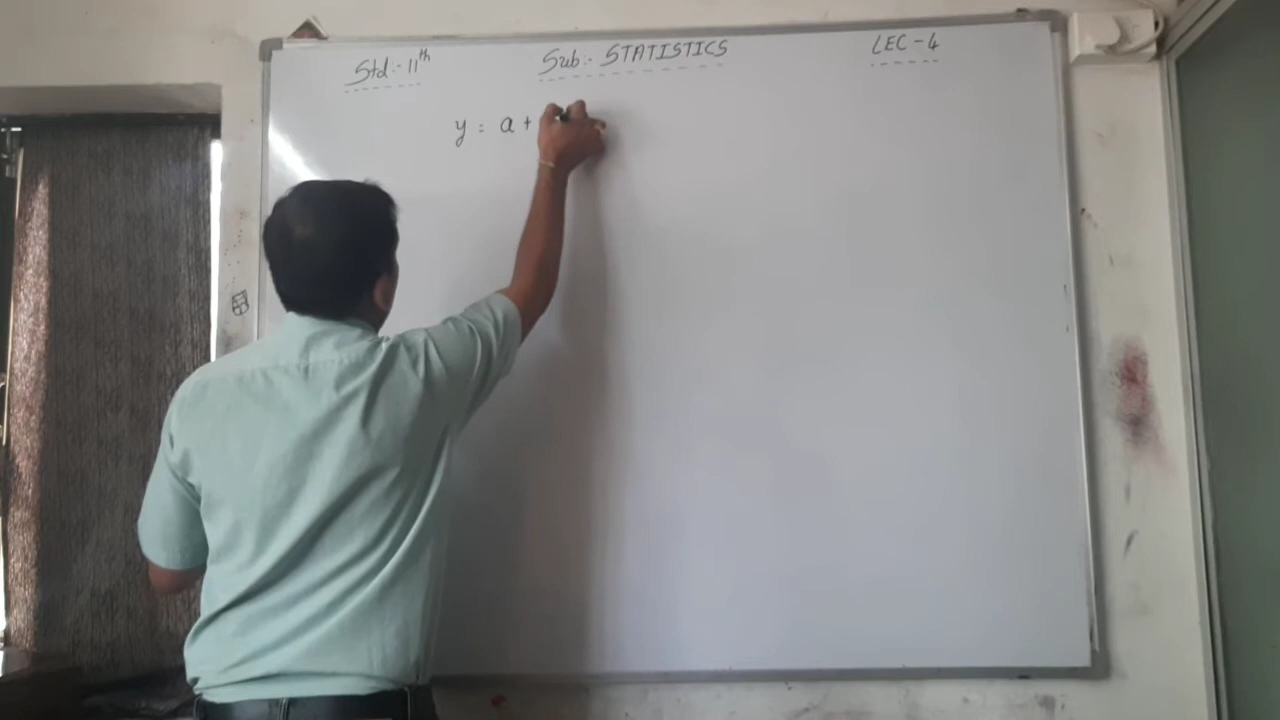 Std:- 11th
Sub:- STATISTICS
LEC-4
y = a +